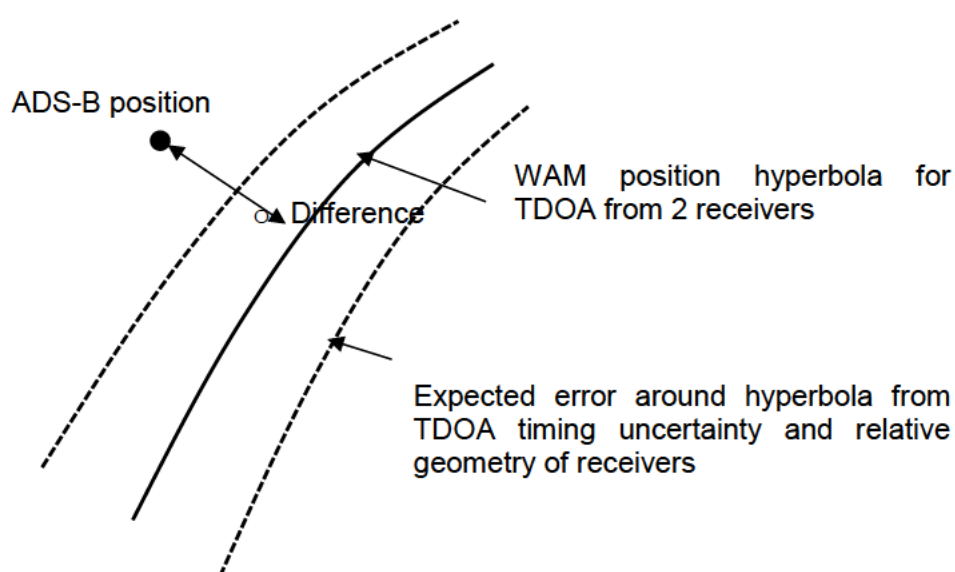 ADS-B position
WAM position hyperbola for
TDOA from 2 receivers
Difference
Expected error around hyperbola from
TDOA timing uncertainty and relative
geometry of receivers